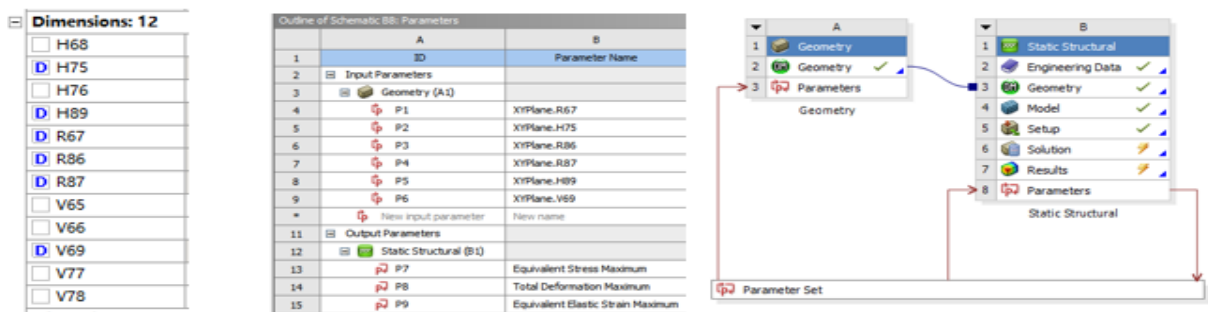 Dimensions: 12
H68
D H75
H76
D H89
D R67
D R86
D R87
V65
V66
D V69
V77
V78
Outline of Schematic B8: Parameters
A B
1 ID Parameter Name
2 Input Parameters
3 Geometry (A1)
4 P1 XYPlane.R67
5 P2 XYPlane.H75
6 P3 XYPlane.R86
7 P4 XYPlane.R87
8 P5 XYPlane.H89
9 P6 XYPlane.V69
* New input parameter New name
11 Output Parameters
12 Static Structural (B1)
13 P7 Equivalent Stress Maximum
14 P8 Total Deformation Maximum
15 P9 Equivalent Elastic Strain Maximum
A
1 Geometry
2 Geometry
3 Parameters
Geometry
B
1 Static Structural
2 Engineering Data
3 Geometry
4 Model
5 Setup
6 Solution
7 Results
8 Parameters
Static Structural
Parameter Set